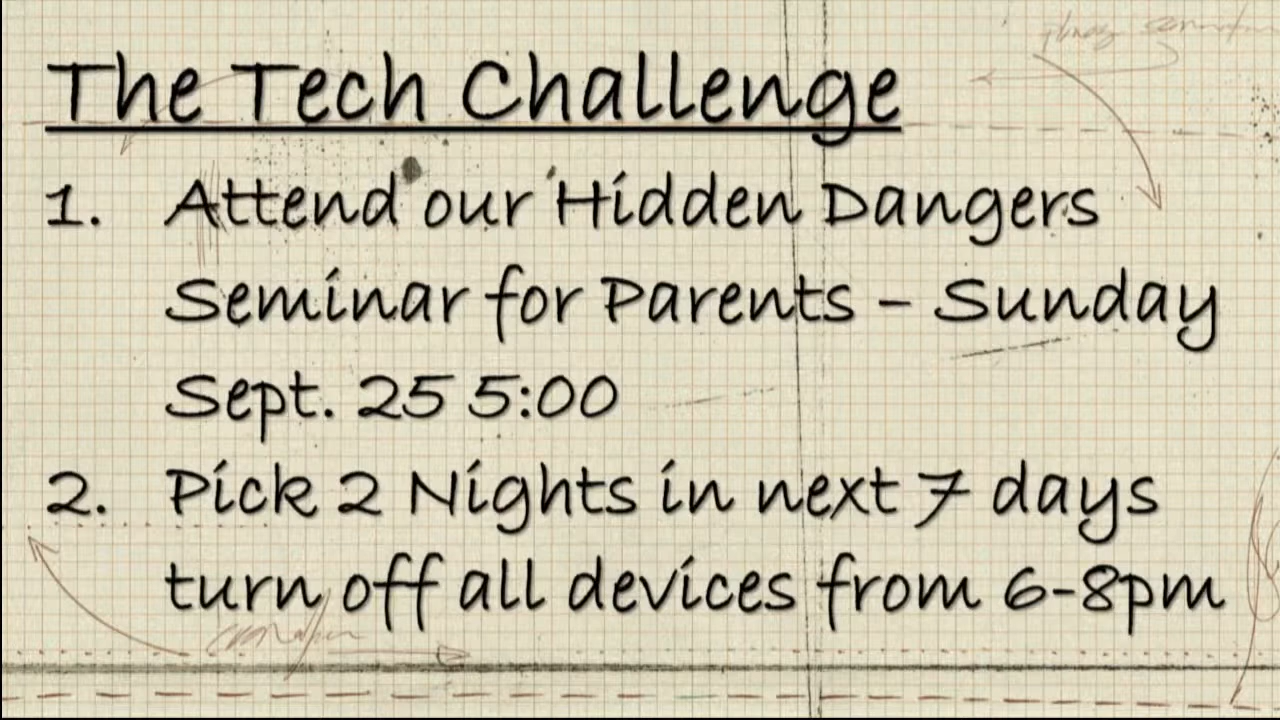 The Tech Challenge
1. Attend our Hidden Dangers
Seminar for Parents - Sunday
Sept. 25 5:00
2. Pick 2 Nights in next 7 days
turn off all devices from 6-8pm